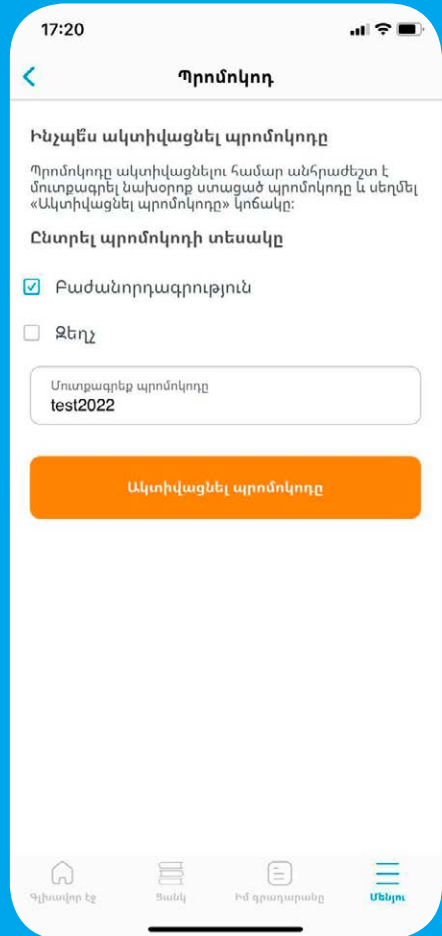 17:20
Պրոմոկոդ
Ինչպե՞ս ակտիվացնել պրոմոկոդը
Պրոմոկոդը ակտիվացնելու համար անհրաժեշտ է
մուտքագրել նախօրոք ստացած պրոմոկոդը և սեղմել
«Ակտիվացնել պրոմոկոդը» կոճակը:
Ընտրել պրոմոկոդի տեսակը
Բաժանորդագրություն
Զեղչ
Մուտքագրեք պրոմոկոդը
test2022
Ակտիվացնել պրոմոկոդը
Գլխավոր էջ
Ցանկ
Իմ գրադարանը
Մենյու